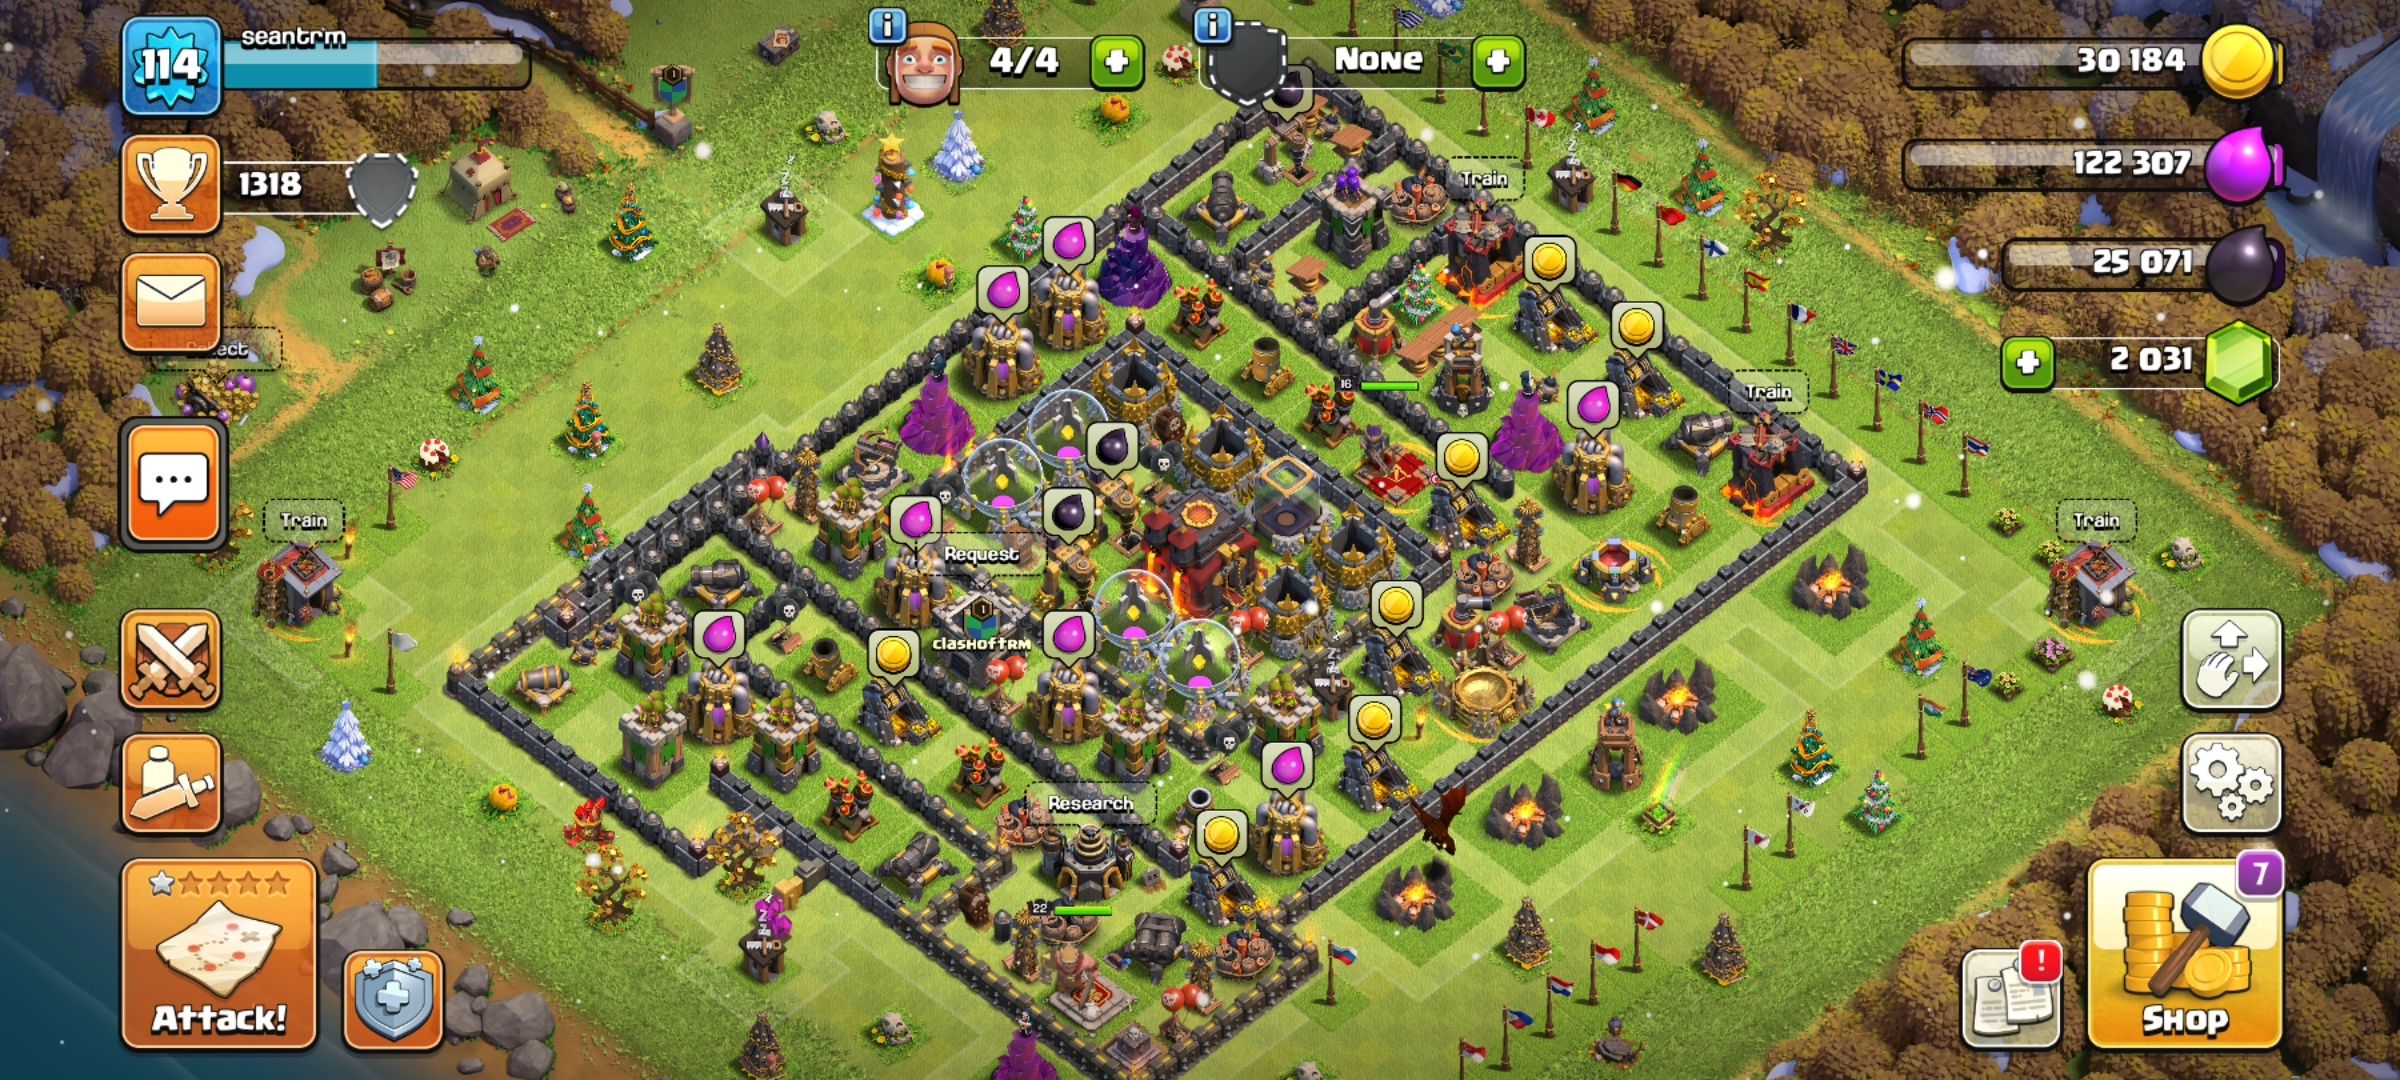 114
seantrm
4/4
None
30 184
1318
Train
122 307
25 071
2 031
16
Train
Train
Train
Request
clashoftrm
Research
22
7
Attack!
!
Shop